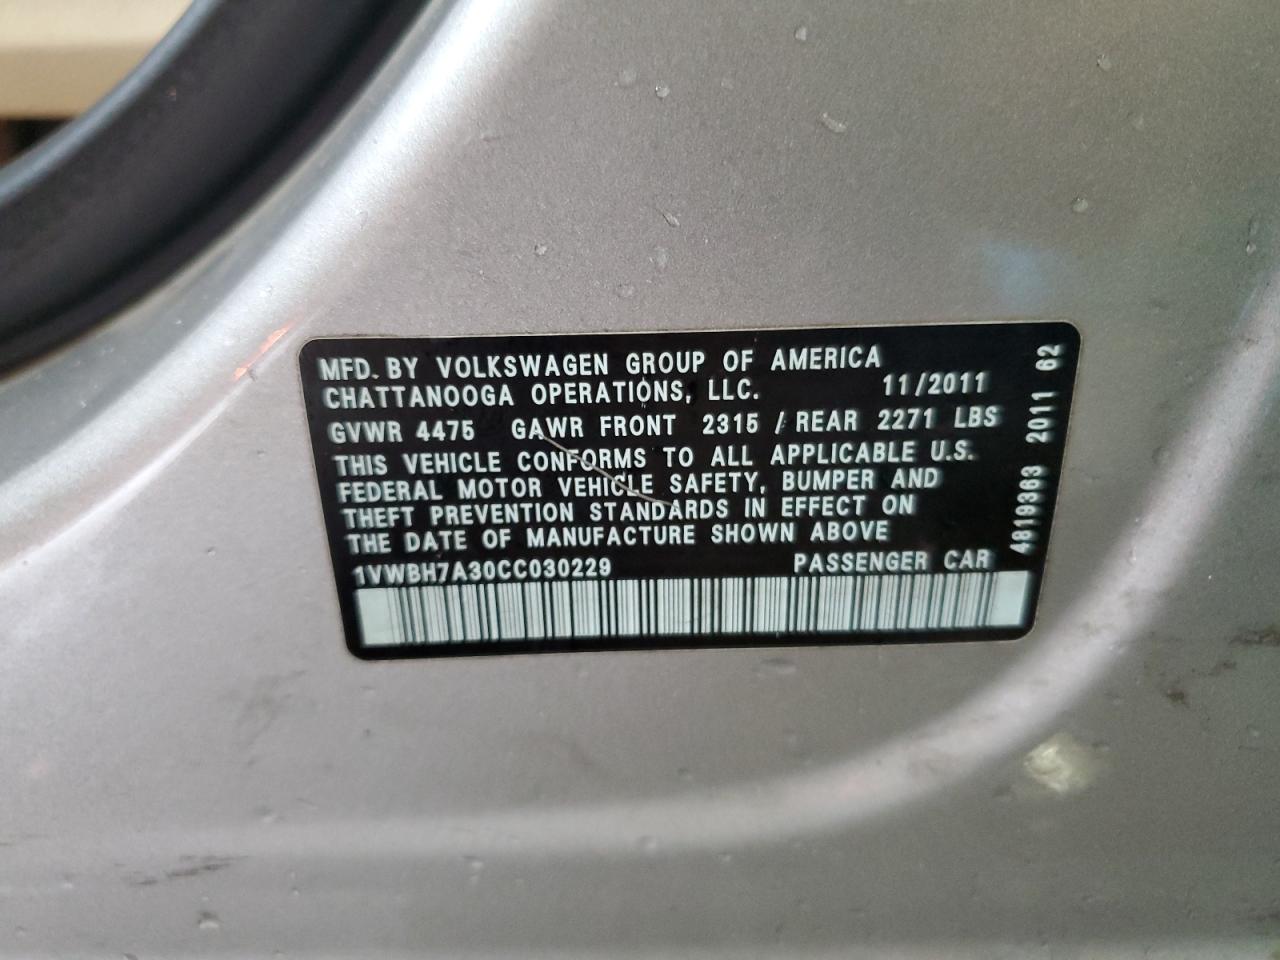 MFD. BY VOLKSWAGEN GROUP OF AMERICA
CHATTANOOGA OPERATIONS, LLC. 11/2011
GVWR 4475 GAWR FRONT 2315 / REAR 2271 LBS
THIS VEHICLE CONFORMS TO ALL APPLICABLE U.S.
FEDERAL MOTOR VEHICLE SAFETY, BUMPER AND
THEFT PREVENTION STANDARDS IN EFFECT ON
THE DATE OF MANUFACTURE SHOWN ABOVE
1VWBH7A30CC030229 PASSENGER CAR
4819363 2011 62